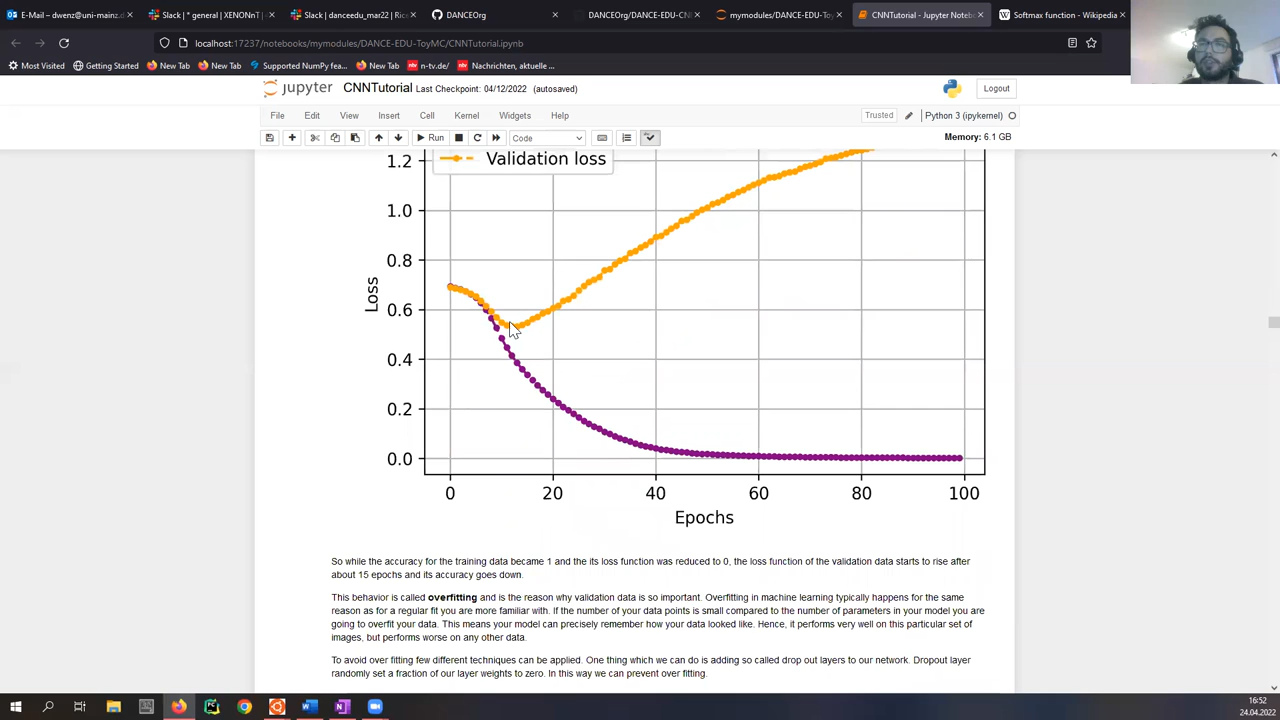 E-Mail – dwenz@uni-mainz.d
Slack | * general | XENONnT |
Slack | danceedu_mar22 | Rice
DANCEOrg
DANCEOrg/DANCE-EDU-CN
mymodules/DANCE-EDU-To
CNNTutorial - Jupyter Noteb
Softmax function - Wikipedia
localhost:17237/notebooks/mymodules/DANCE-EDU-ToyMC/CNNTutorial.ipynb
Most Visited
Getting Started
New Tab
New Tab
Supported NumPy feat...
New Tab
n-tv.de/
Nachrichten, aktuelle ...
jupyter CNNTutorial Last Checkpoint: 04/12/2022 (autosaved)
Logout
File Edit View Insert Cell Kernel Widgets Help
Trusted
Python 3 (ipykernel)
Run
Code
Memory: 6.1 GB
Validation loss
1.2
1.0
0.8
0.6
0.4
0.2
0.0
Loss
0 20 40 60 80 100
Epochs
So while the accuracy for the training data became 1 and the its loss function was reduced to 0, the loss function of the validation data starts to rise after
about 15 epochs and its accuracy goes down.
This behavior is called overfitting and is the reason why validation data is so important. Overfitting in machine learning typically happens for the same
reason as for a regular fit you are more familiar with. If the number of your data points is small compared to the number of parameters in your model you are
going to overfit your data. This means your model can precisely remember how your data looked like. Hence, it performs very well on this particular set of
images, but performs worse on any other data.
To avoid over fitting few different techniques can be applied. One thing which we can do is adding so called drop out layers to our network. Dropout layer
randomly set a fraction of our layer weights to zero. In this way we can prevent over fitting.
16:52
24.04.2022